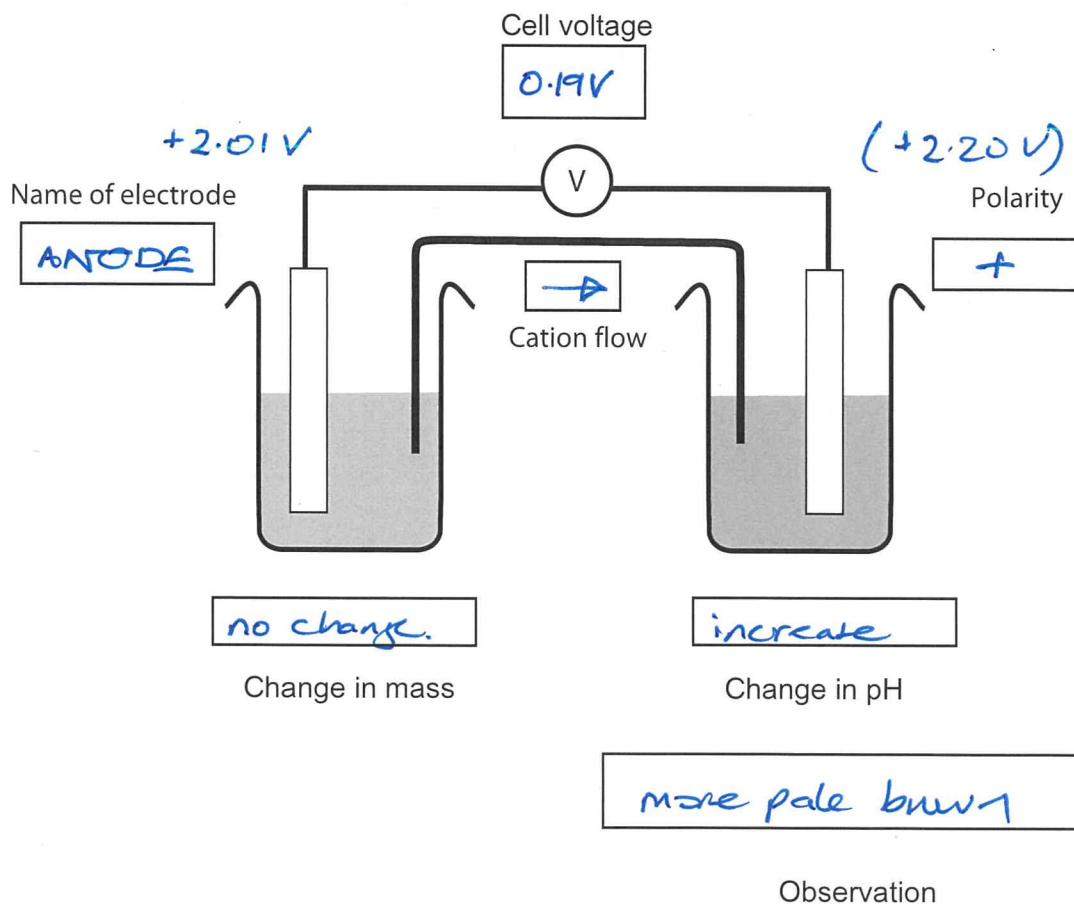 Cell voltage
0.19V
+2.01V
(+2.20V)
V
Name of electrode
Polarity
ANODE
+
→
Cation flow
no change.
increase
Change in mass
Change in pH
more pale brown
Observation